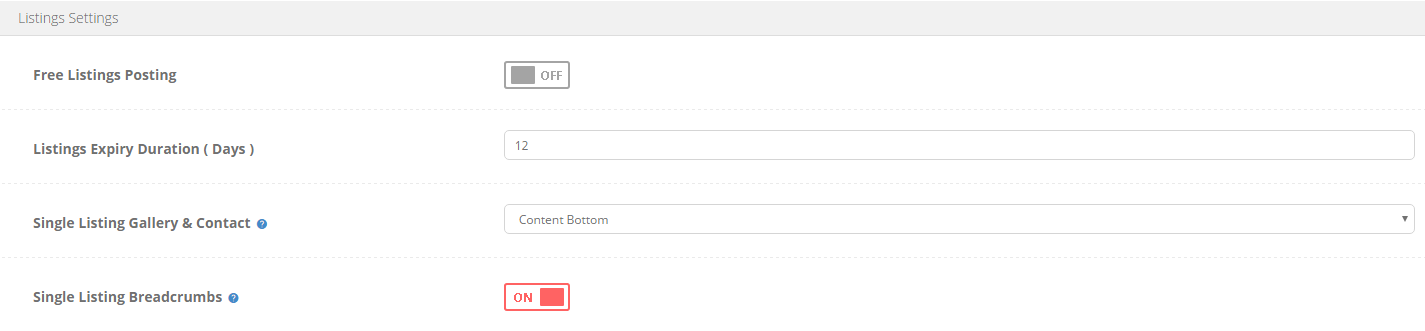 Listings Settings
Free Listings Posting OFF
Listings Expiry Duration ( Days ) 12
Single Listing Gallery & Contact ? Content Bottom
Single Listing Breadcrumbs ? ON